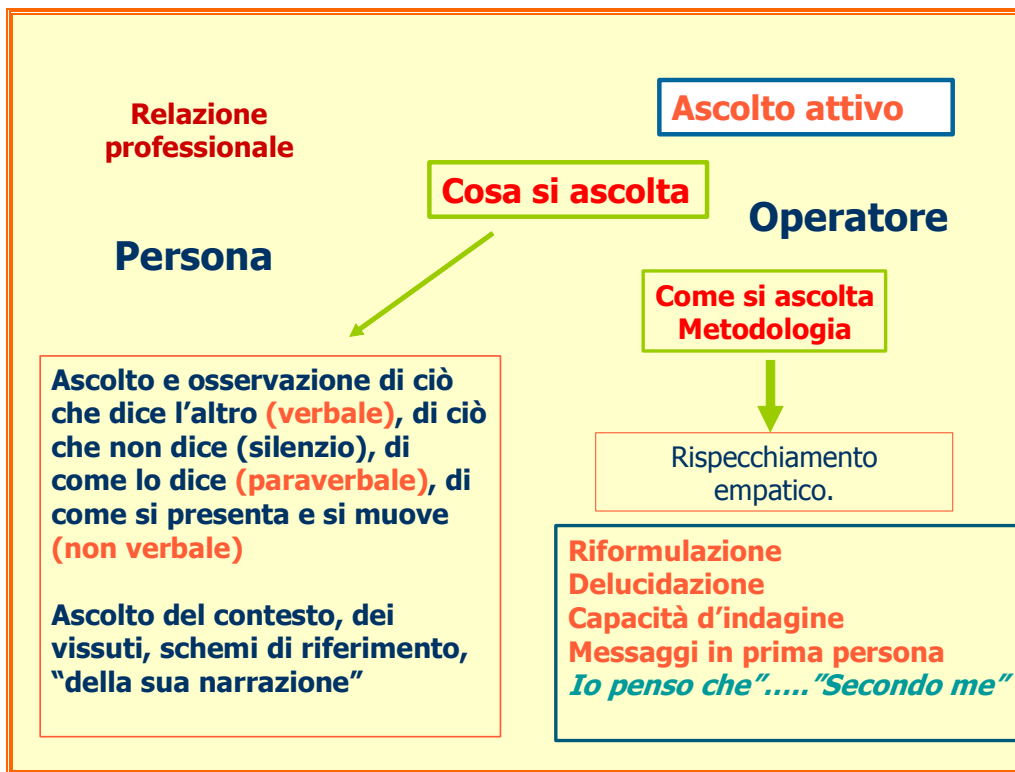 Relazione
professionale
Ascolto attivo
Cosa si ascolta
Persona
Operatore
Come si ascolta
Metodologia
Ascolto e osservazione di ciò
che dice l’altro (verbale), di ciò
che non dice (silenzio), di
come lo dice (paraverbale), di
come si presenta e si muove
(non verbale)
Ascolto del contesto, dei
vissuti, schemi di riferimento,
“della sua narrazione”
Rispecchiamento
empatico.
Riformulazione
Delucidazione
Capacità d’indagine
Messaggi in prima persona
Io penso che”…..”Secondo me”